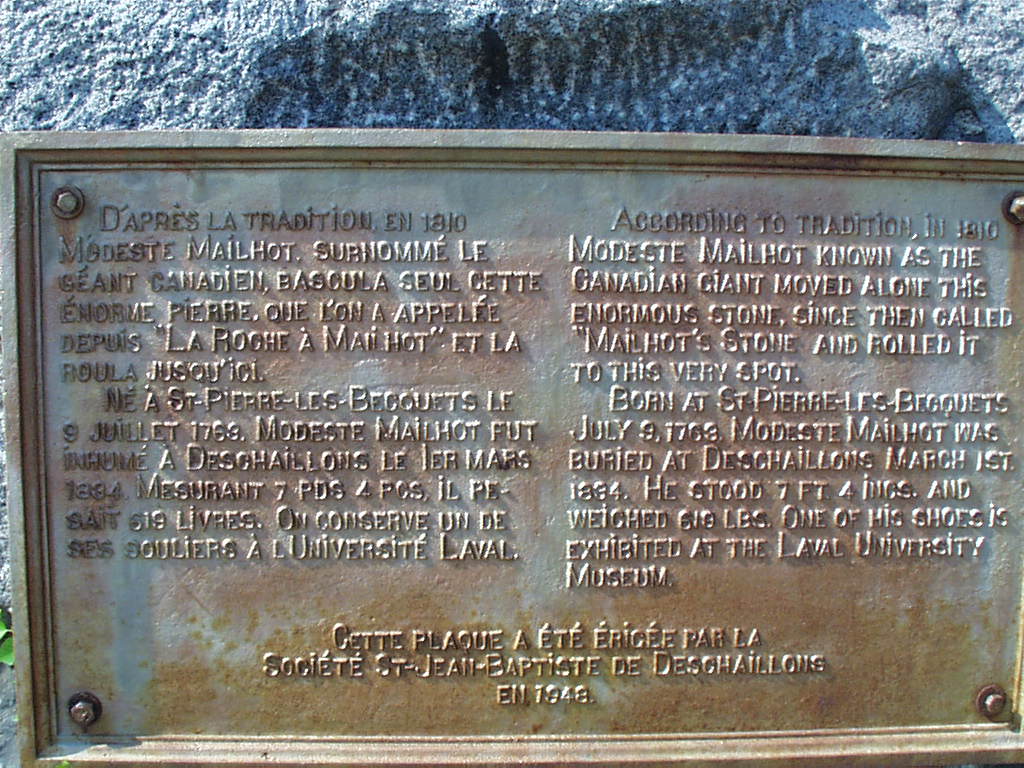 D'APRÈS LA TRADITION, EN 1810
MODESTE MAILHOT, SURNOMMÉ LE
GÉANT CANADIEN, BASCULA SEUL CETTE
ÉNORME PIERRE, QUE L'ON A APPELÉE
DEPUIS "LA ROCHE À MAILHOT" ET LA
ROULA JUSQU'ICI.
NÉ À ST-PIERRE-LES-BECQUETS LE
9 JUILLET 1763, MODESTE MAILHOT FUT
INHUMÉ À DESCHAILLONS LE 1ER MARS
1834. MESURANT 7 PDS 4 PCS, IL PE-
SAIT 619 LIVRES. ON CONSERVE UN DE
SES SOULIERS À L'UNIVERSITÉ LAVAL.
ACCORDING TO TRADITION, IN 1810
MODESTE MAILHOT KNOWN AS THE
CANADIAN GIANT MOVED ALONE THIS
ENORMOUS STONE, SINCE THEN CALLED
"MAILHOT'S STONE" AND ROLLED IT
TO THIS VERY SPOT.
BORN AT ST-PIERRE-LES-BECQUETS
JULY 9, 1763, MODESTE MAILHOT WAS
BURIED AT DESCHAILLONS MARCH 1ST.
1834. HE STOOD 7 FT. 4 INCS. AND
WEIGHED 619 LBS. ONE OF HIS SHOES IS
EXHIBITED AT THE LAVAL UNIVERSITY
MUSEUM.
CETTE PLAQUE A ÉTÉ ÉRIGÉE PAR LA
SOCIÉTÉ ST-JEAN-BAPTISTE DE DESCHAILLONS
EN 1948.